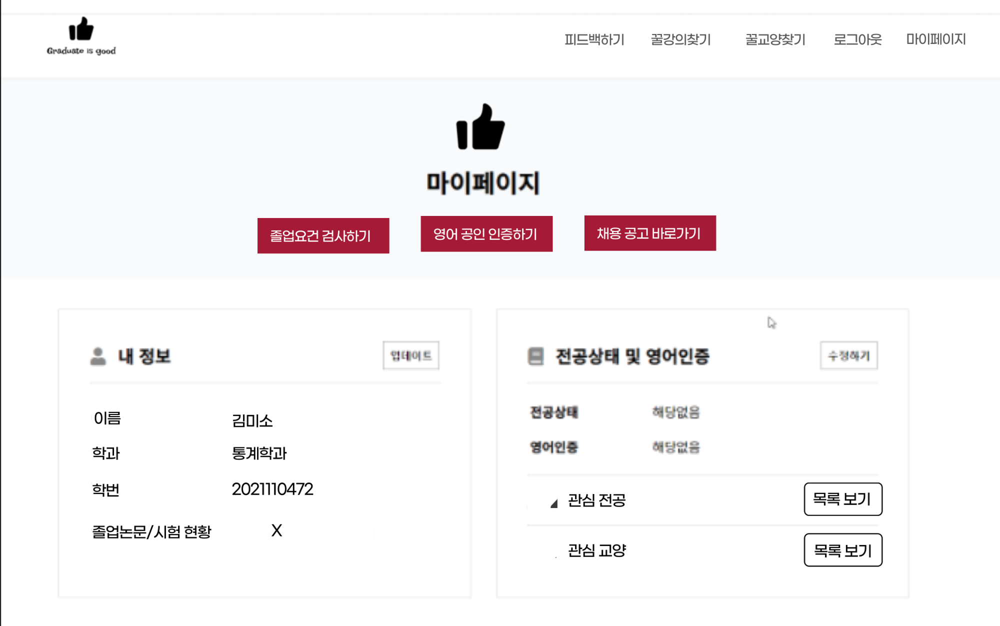 Graduate is good
피드백하기 꿀강의찾기 꿀교양찾기 로그아웃 마이페이지
마이페이지
졸업요건 검사하기 영어 공인 인증하기 채용 공고 바로가기
내 정보 업데이트
이름 김미소
학과 통계학과
학번 2021110472
졸업논문/시험 현황 X
전공상태 및 영어인증 수정하기
전공상태 해당없음
영어인증 해당없음
관심 전공 목록 보기
관심 교양 목록 보기